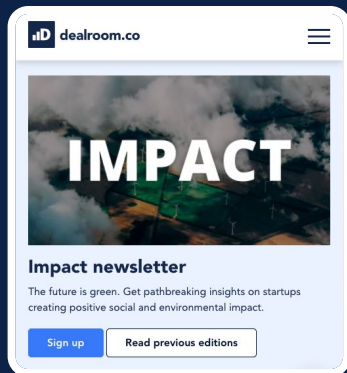 dealroom.co
IMPACT
Impact newsletter
The future is green. Get pathbreaking insights on startups
creating positive social and environmental impact.
Sign up
Read previous editions